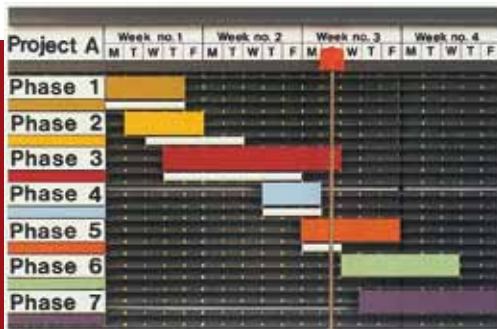 Project A
Week no. 1 Week no. 2 Week no. 3 Week no. 4
M T W T F M T W T F M T W T F M T W T F
Phase 1
Phase 2
Phase 3
Phase 4
Phase 5
Phase 6
Phase 7